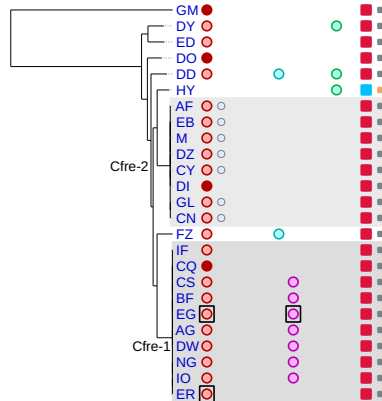 GM
DY
ED
DO
DD
HY
AF
EB
M
DZ
Cfre-2 CY
DI
GL
CN
FZ
IF
CQ
CS
BF
EG
AG
Cfre-1 DW
NG
IO
ER